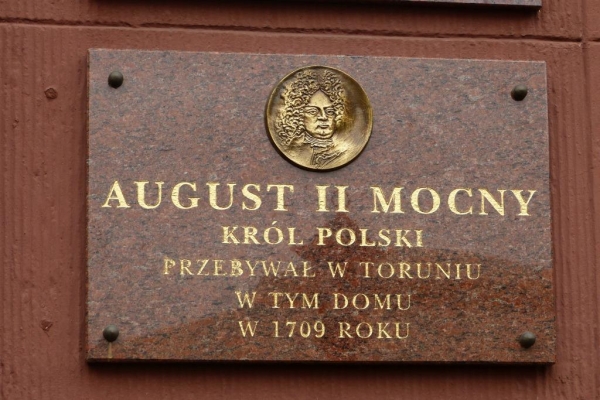 AUGUST II MOCNY
KRÓL POLSKI
PRZEBYWAŁ W TORUNIU
W TYM DOMU
W 1709 ROKU